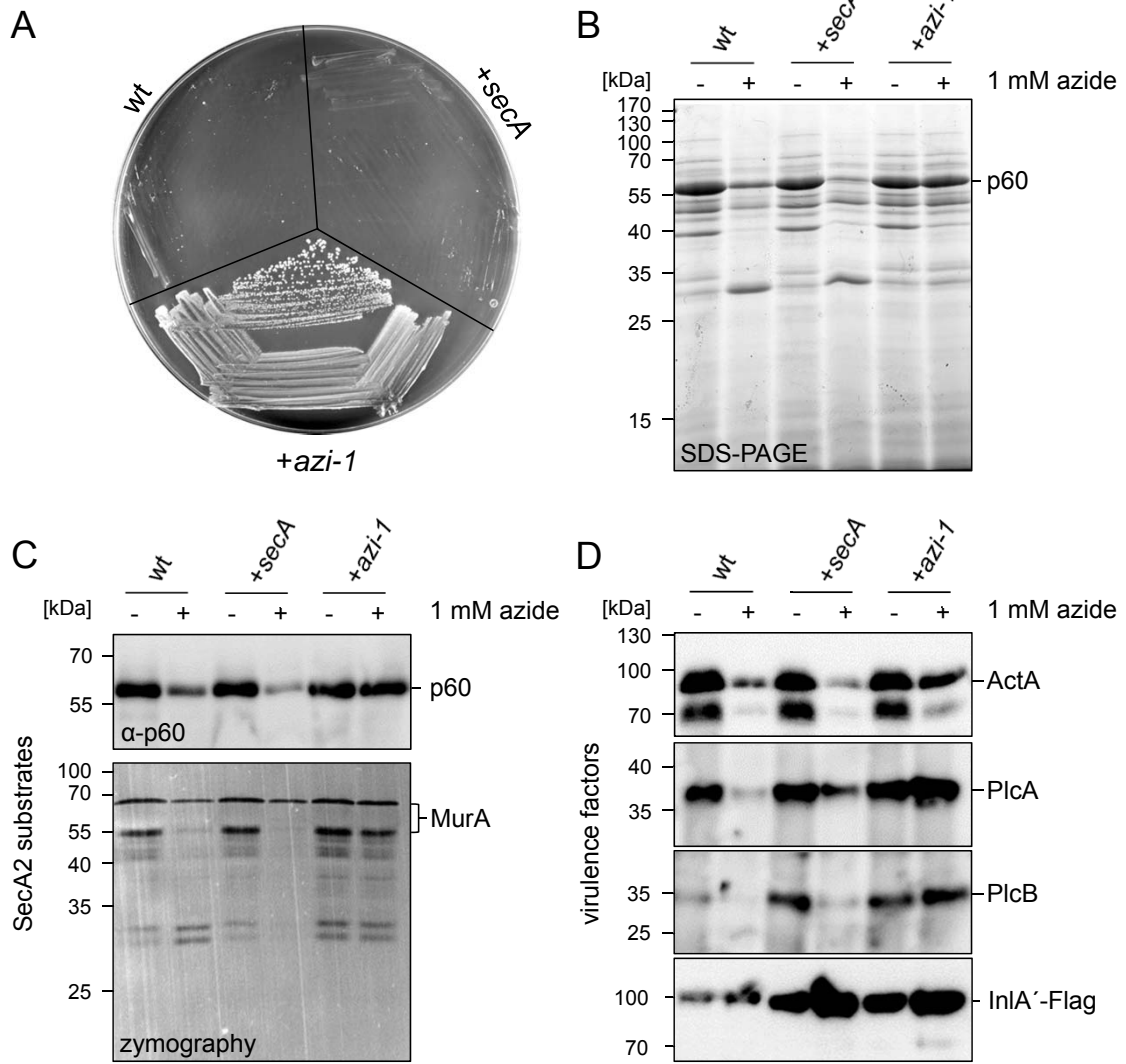 A
wt
+secA
+azi-1
B
wt
+azi-
[kDa]
- + - + - + 1 mM azide
170
130
100
70
55
40
35
25
15
p60
SDS-PAGE
C
wt +secA +azi-1
[kDa]
- + - + - + 1 mM azide
SecA2 substrates
70
55
p60
α-p60
100
70
55
40
35
25
MurA
zymography
D
wt +secA +azi-1
[kDa]
- + - + - + 1 mM azide
virulence factors
130
100
70
ActA
40
35
PlcA
35
25
PlcB
100
70
InlA´-Flag